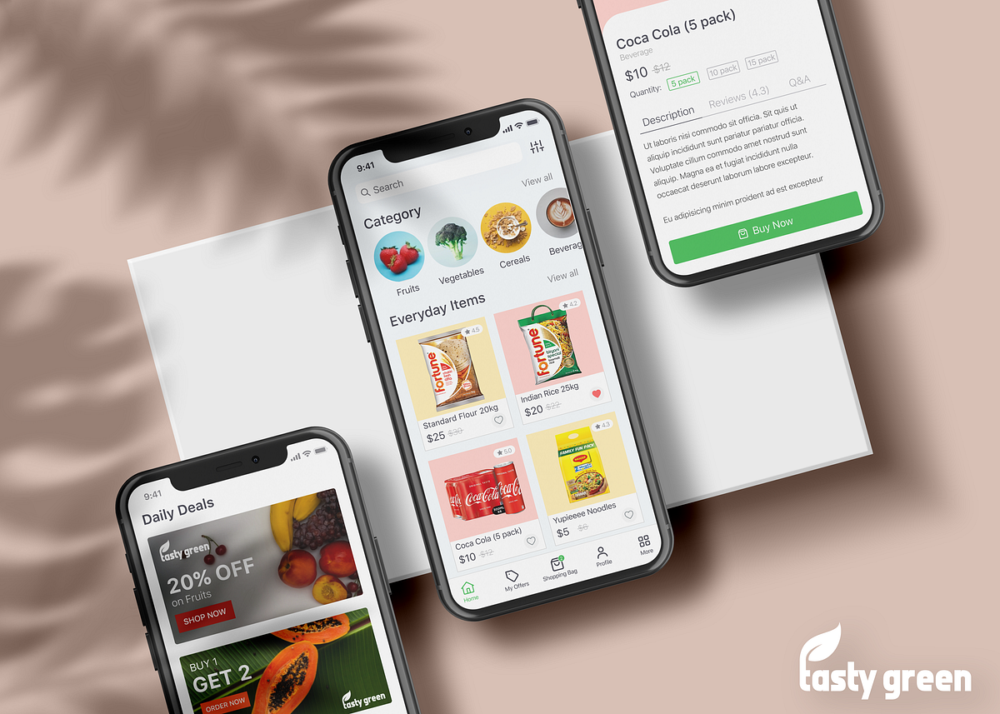 Coca Cola (5 pack)
Beverage
$10 $12
Quantity: 5 pack 10 pack 15 pack
Description Reviews (4.3) Q&A
Ut laboris nisi commodo sit officia. Sit quis ut
aliquip incididunt sunt pariatur pariatur officia.
Voluptate cillum commodo amet nostrud sunt
aliquip. Magna ea et fugiat incididunt nulla
occaecat deserunt laborum labore excepteur.
Eu adipisicing minim proident ad est excepteur
Buy Now
9:41
Search
Category View all
Fruits Vegetables Cereals Beverag
Everyday Items View all
4.5
fortune
Standard Flour 20kg
$25 $30
4.2
fortune
biryani
special
Indian Rice 25kg
$20 $22
5.0
Coca-Cola
Coca-Cola
Coca Cola (5 pack)
$10 $12
4.3
FAMILY FUN PACK
Yupieeee Noodles
$5 $6
Home My Offers Shopping Bag Profile More
9:41
Daily Deals
tasty green
20% OFF
on Fruits
SHOP NOW
BUY 1
GET 2
ORDER NOW
tasty green
tasty green